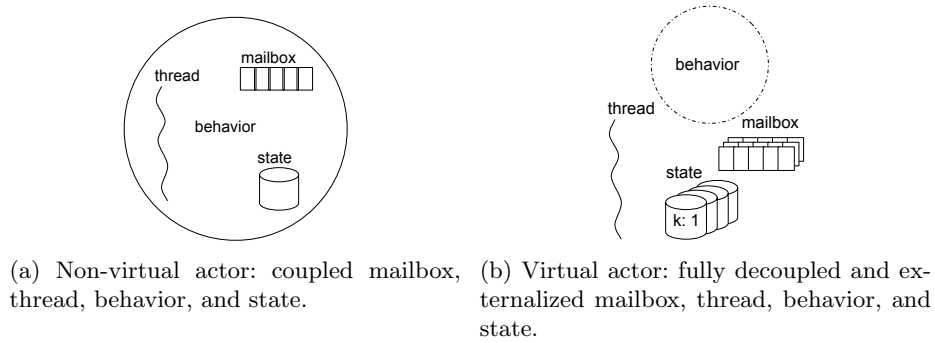 mailbox
thread
behavior
state
behavior
thread
mailbox
state
k: 1
(a) Non-virtual actor: coupled mailbox,
thread, behavior, and state.
(b) Virtual actor: fully decoupled and ex-
ternalized mailbox, thread, behavior, and
state.